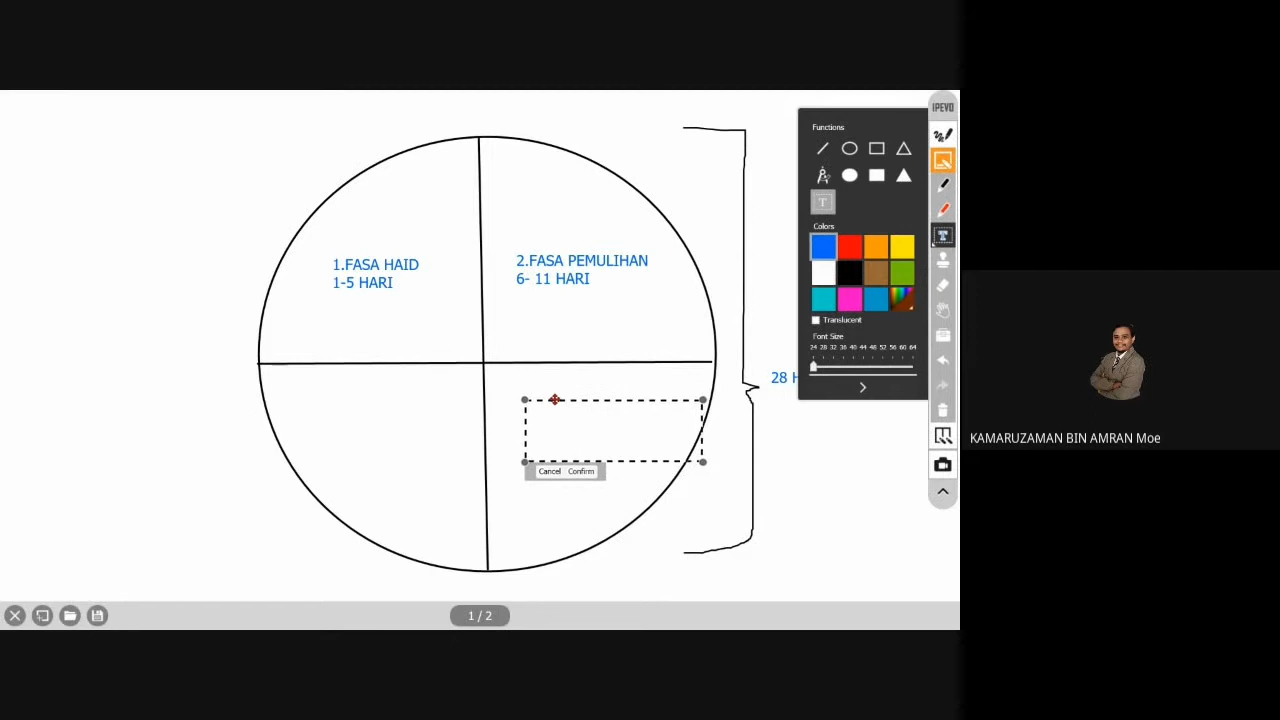 IPEVO
Functions
T
Colors
Translucent
Font Size
24 28 32 36 40 44 48 52 56 60 64
1.FASA HAID
1-5 HARI
2.FASA PEMULIHAN
6- 11 HARI
28 H
Cancel Confirm
KAMARUZAMAN BIN AMRAN Moe
1 / 2